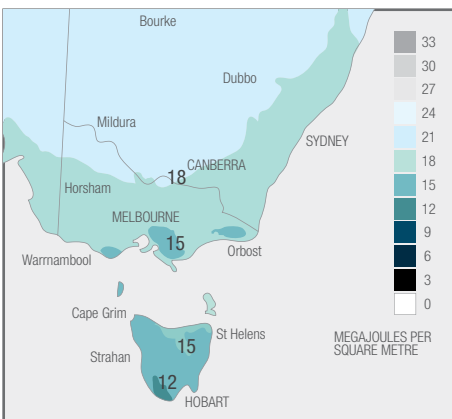 Bourke
Dubbo
Mildura
SYDNEY
CANBERRA
18
Horsham
MELBOURNE
15
Orbost
Warrnambool
Cape Grim
St Helens
15
Strahan
12
HOBART
33
30
27
24
21
18
15
12
9
6
3
0
MEGAJOULES PER
SQUARE METRE